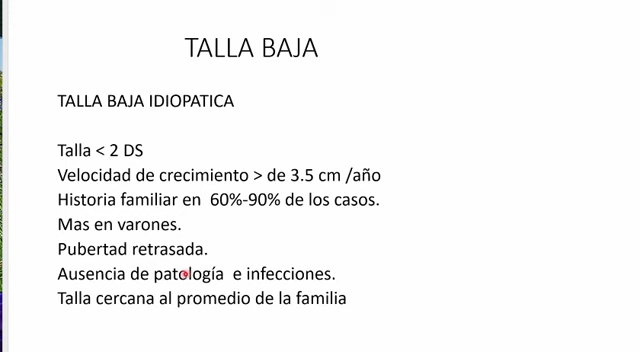 TALLA BAJA
TALLA BAJA IDIOPATICA
Talla < 2 DS
Velocidad de crecimiento > de 3.5 cm /año
Historia familiar en 60%-90% de los casos.
Mas en varones.
Pubertad retrasada.
Ausencia de patología e infecciones.
Talla cercana al promedio de la familia